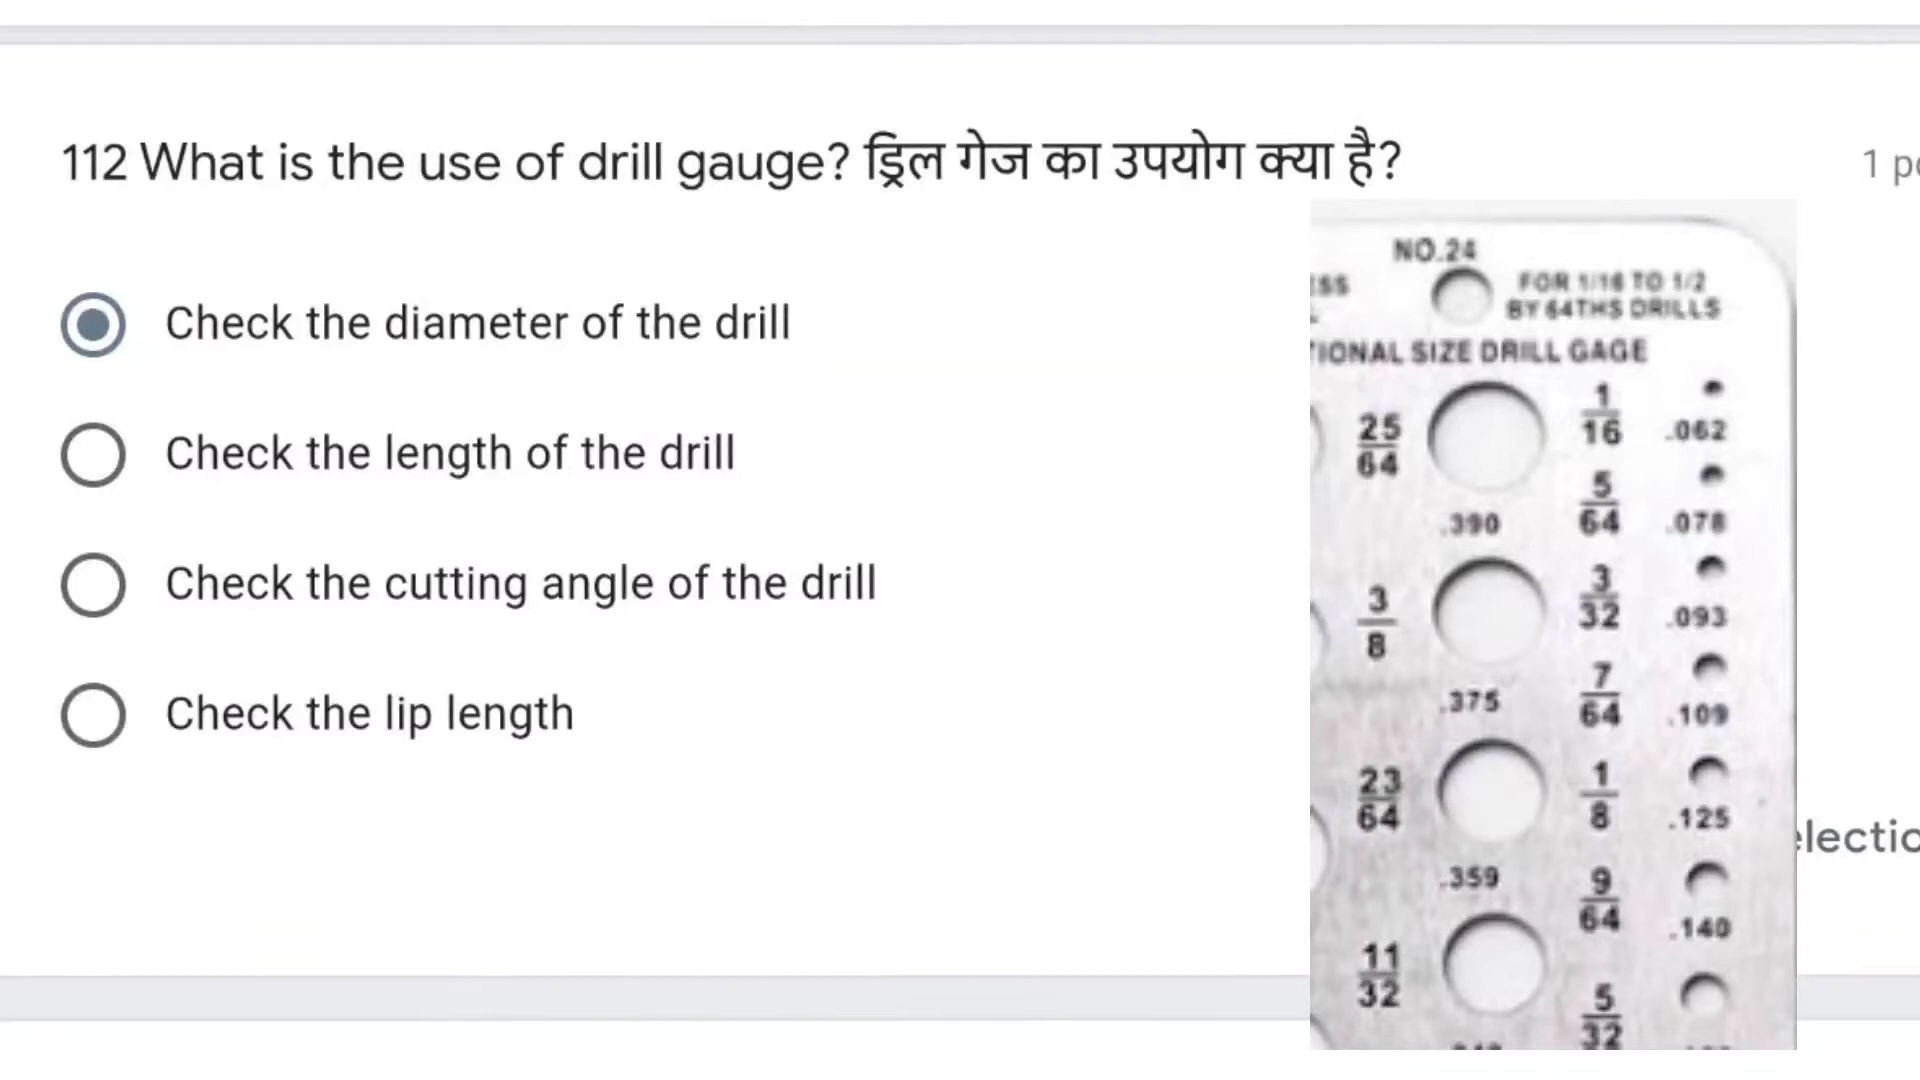 112 What is the use of drill gauge? ड्रिल गेज का उपयोग क्या है?
1
Check the diameter of the drill
Check the length of the drill
Check the cutting angle of the drill
Check the lip length
NO.24
FOR 1/16 TO 1/2
BY 64THS DRILLS
SIZE DRILL GAGE
25/64
.390
3/8
.375
23/64
.359
11/32
1/16
.062
5/64
.078
3/32
.093
7/64
.109
1/8
.125
9/64
.140
5/32